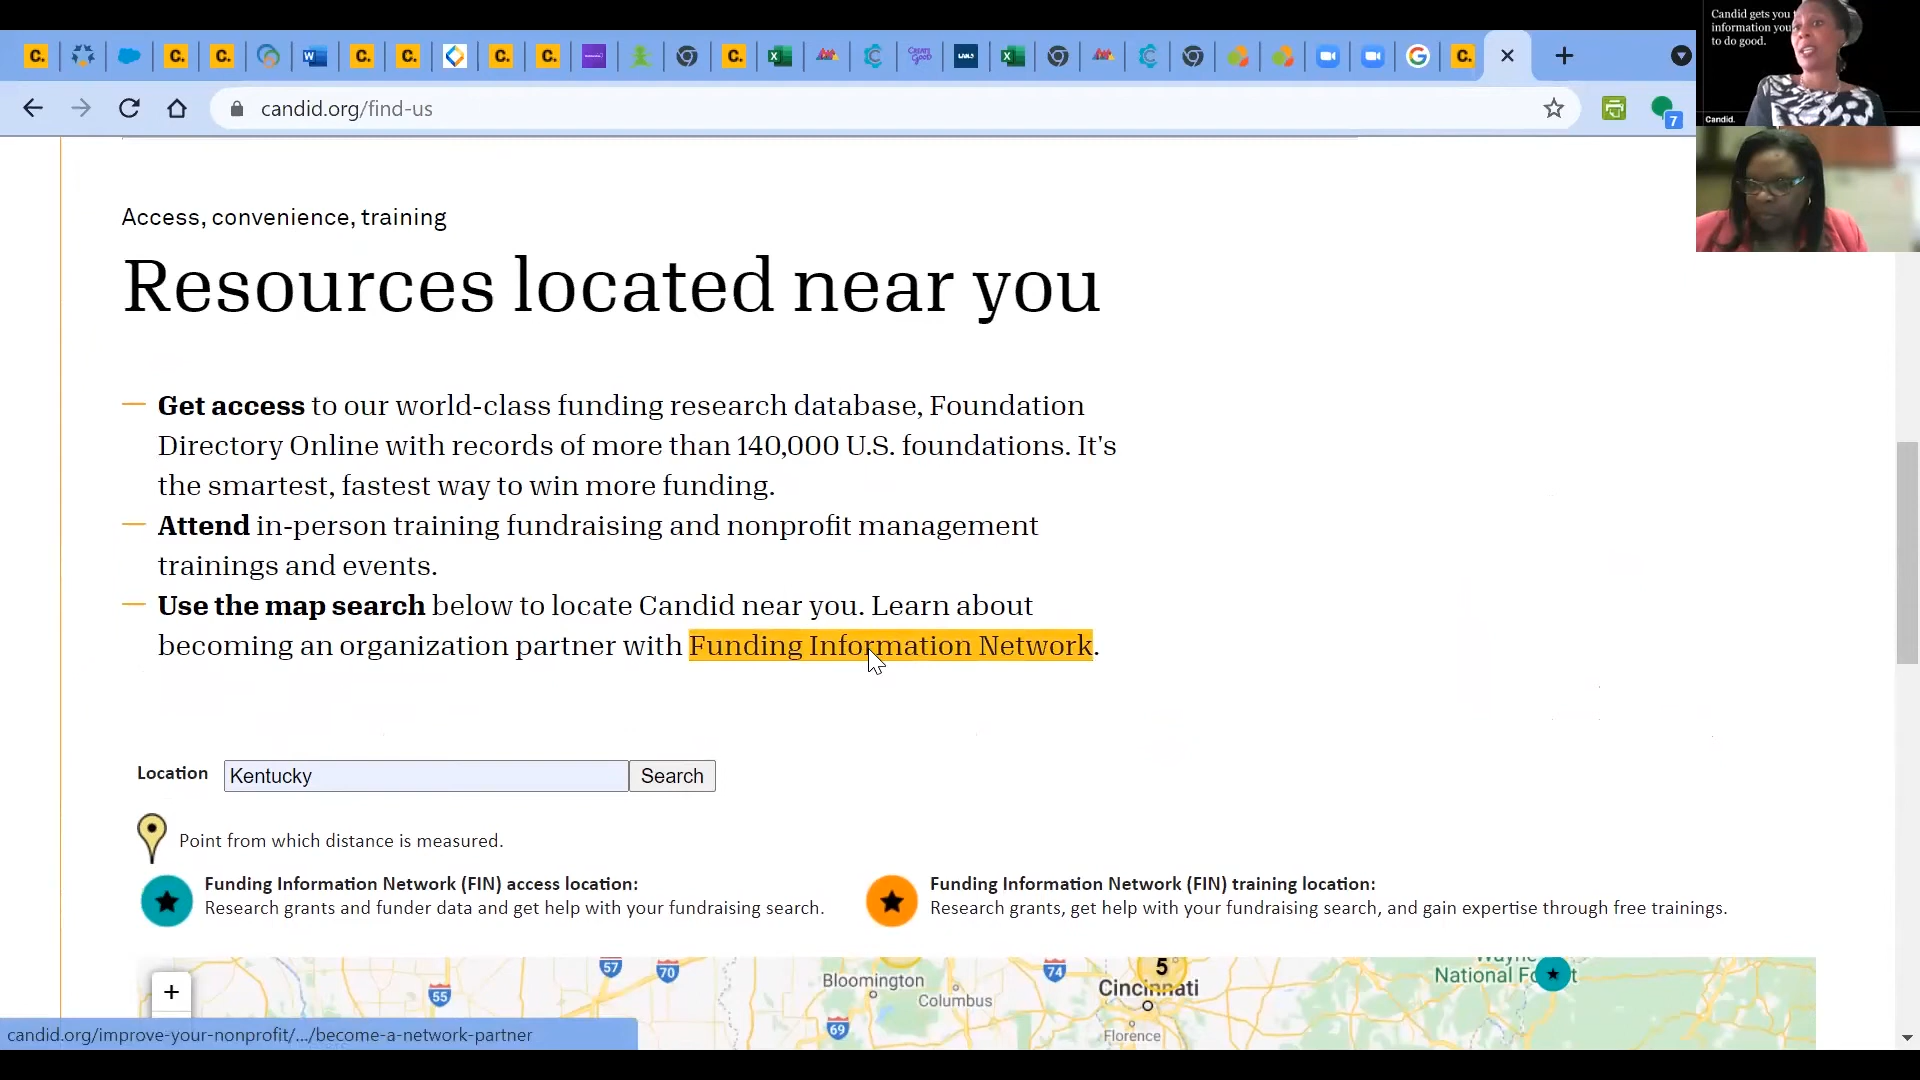 Candid gets you
information you
to do good.
Candid.
candid.org/find-us
7
Access, convenience, training
Resources located near you
Get access to our world-class funding research database, Foundation
Directory Online with records of more than 140,000 U.S. foundations. It's
the smartest, fastest way to win more funding.
Attend in-person training fundraising and nonprofit management
trainings and events.
Use the map search below to locate Candid near you. Learn about
becoming an organization partner with Funding Information Network.
Location Kentucky Search
Point from which distance is measured.
Funding Information Network (FIN) access location:
Research grants and funder data and get help with your fundraising search.
Funding Information Network (FIN) training location:
Research grants, get help with your fundraising search, and gain expertise through free trainings.
+
55
57
70
Bloomington
Columbus
69
74
5
Cincinnati
Florence
Wayne
National Fo t
candid.org/improve-your-nonprofit/.../become-a-network-partner